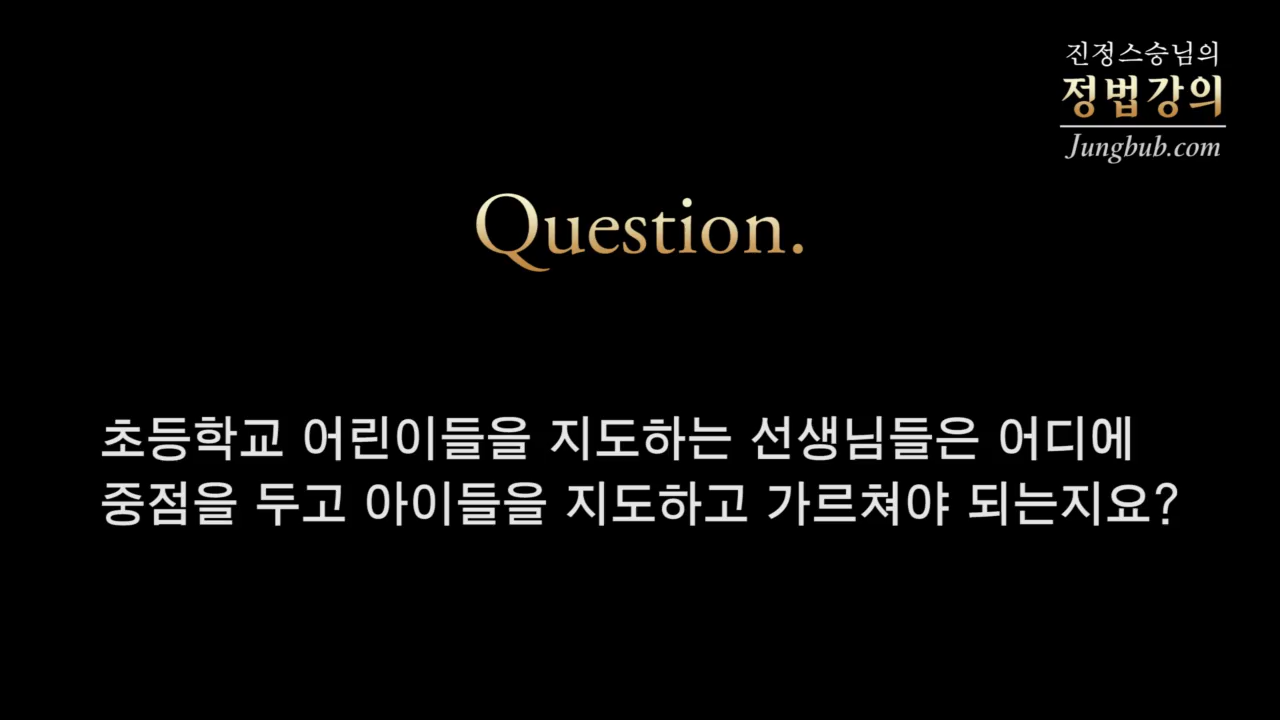 진정스승님의
정법강의
Jungbub.com
Question.
초등학교 어린이들을 지도하는 선생님들은 어디에
중점을 두고 아이들을 지도하고 가르쳐야 되는지요?